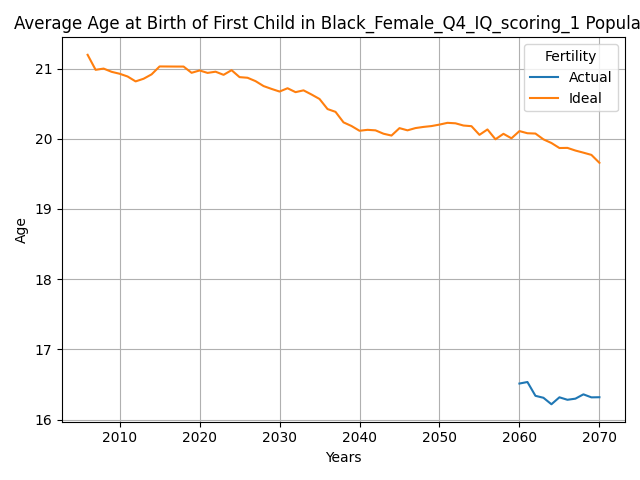 Average Age at Birth of First Child in Black_Female_Q4_IQ_scoring_1 Popula
Fertility
Actual
Ideal
21
20
19
18
17
16
Age
2010 2020 2030 2040 2050 2060 2070
Years